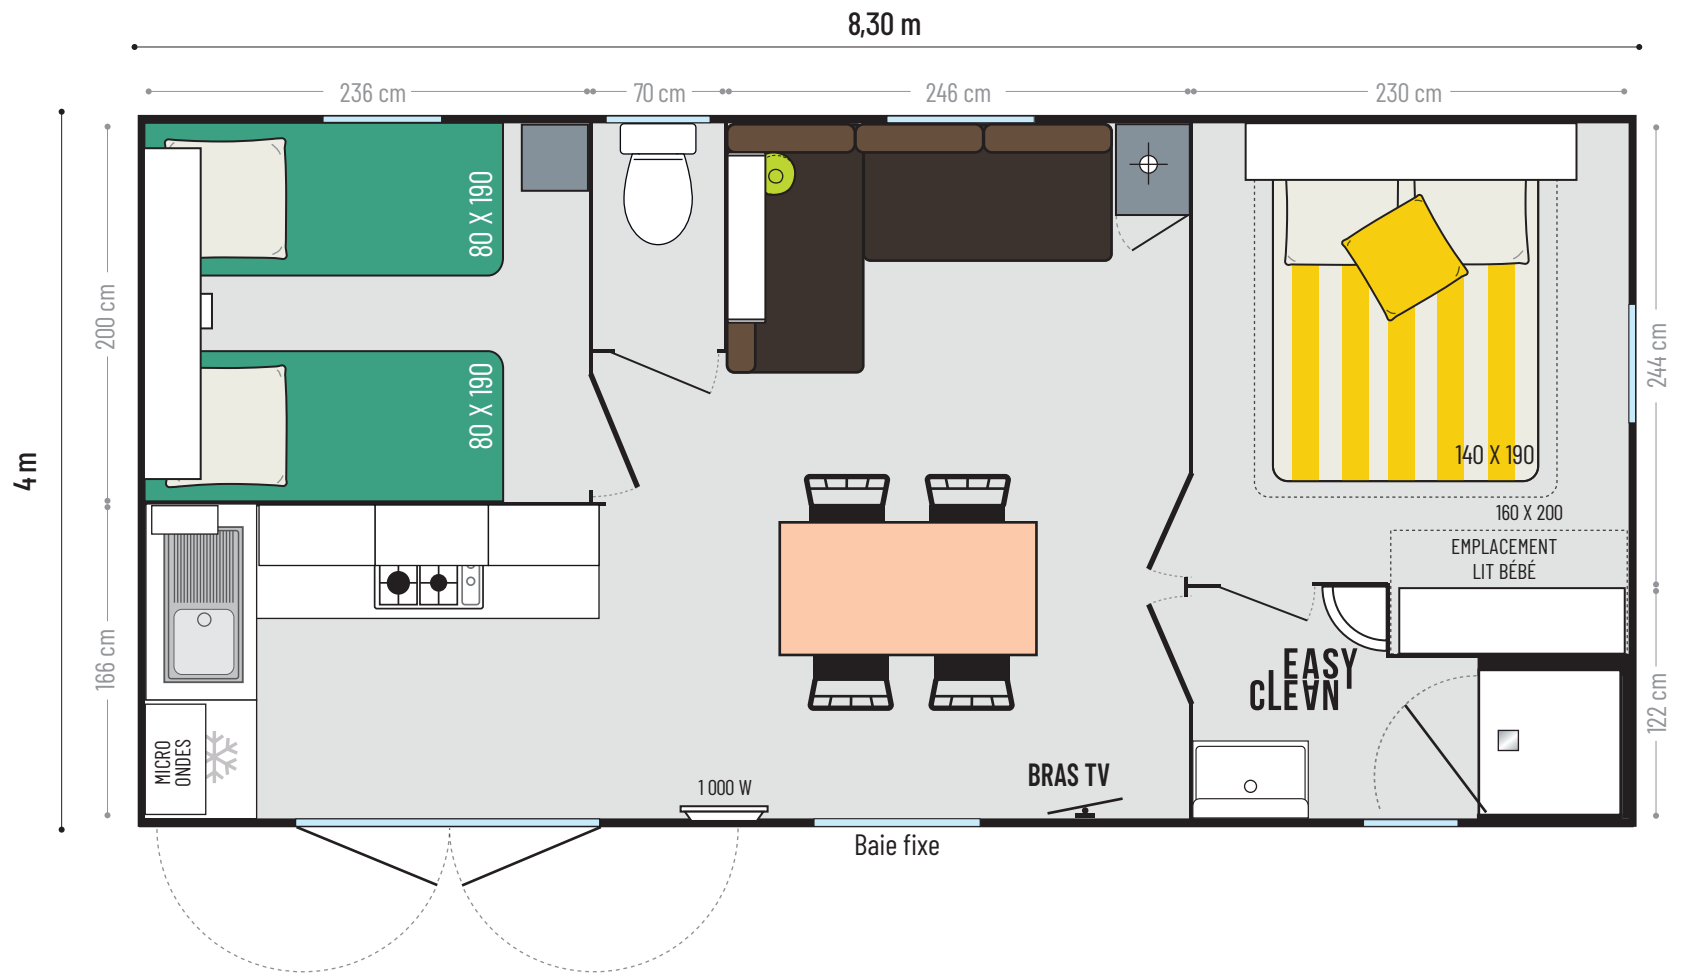 8,30 m
236 cm
70 cm
246 cm
230 cm
4 m
200 cm
166 cm
244 cm
122 cm
80 X 190
80 X 190
140 X 190
160 X 200
EMPLACEMENT
LIT BÉBÉ
EASY
CLEAN
MICRO
ONDES
1 000 W
BRAS TV
Baie fixe